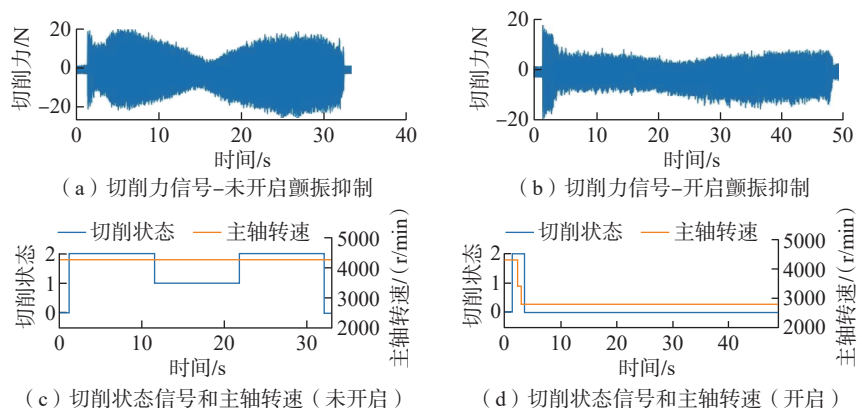 20
0
-20
切削力/N
0
10
20
30
40
时间/s
(a)切削力信号-未开启颤振抑制
20
0
-20
切削力/N
0
10
20
30
40
50
时间/s
(b)切削力信号-开启颤振抑制
切削状态
主轴转速
2
1
0
切削状态
5000
4000
3000
2000
主轴转速/(r/min)
0
10
20
30
时间/s
(c)切削状态信号和主轴转速(未开启)
切削状态
主轴转速
2
1
0
切削状态
5000
4000
3000
2000
主轴转速/(r/min)
0
10
20
30
40
时间/s
(d)切削状态信号和主轴转速(开启)